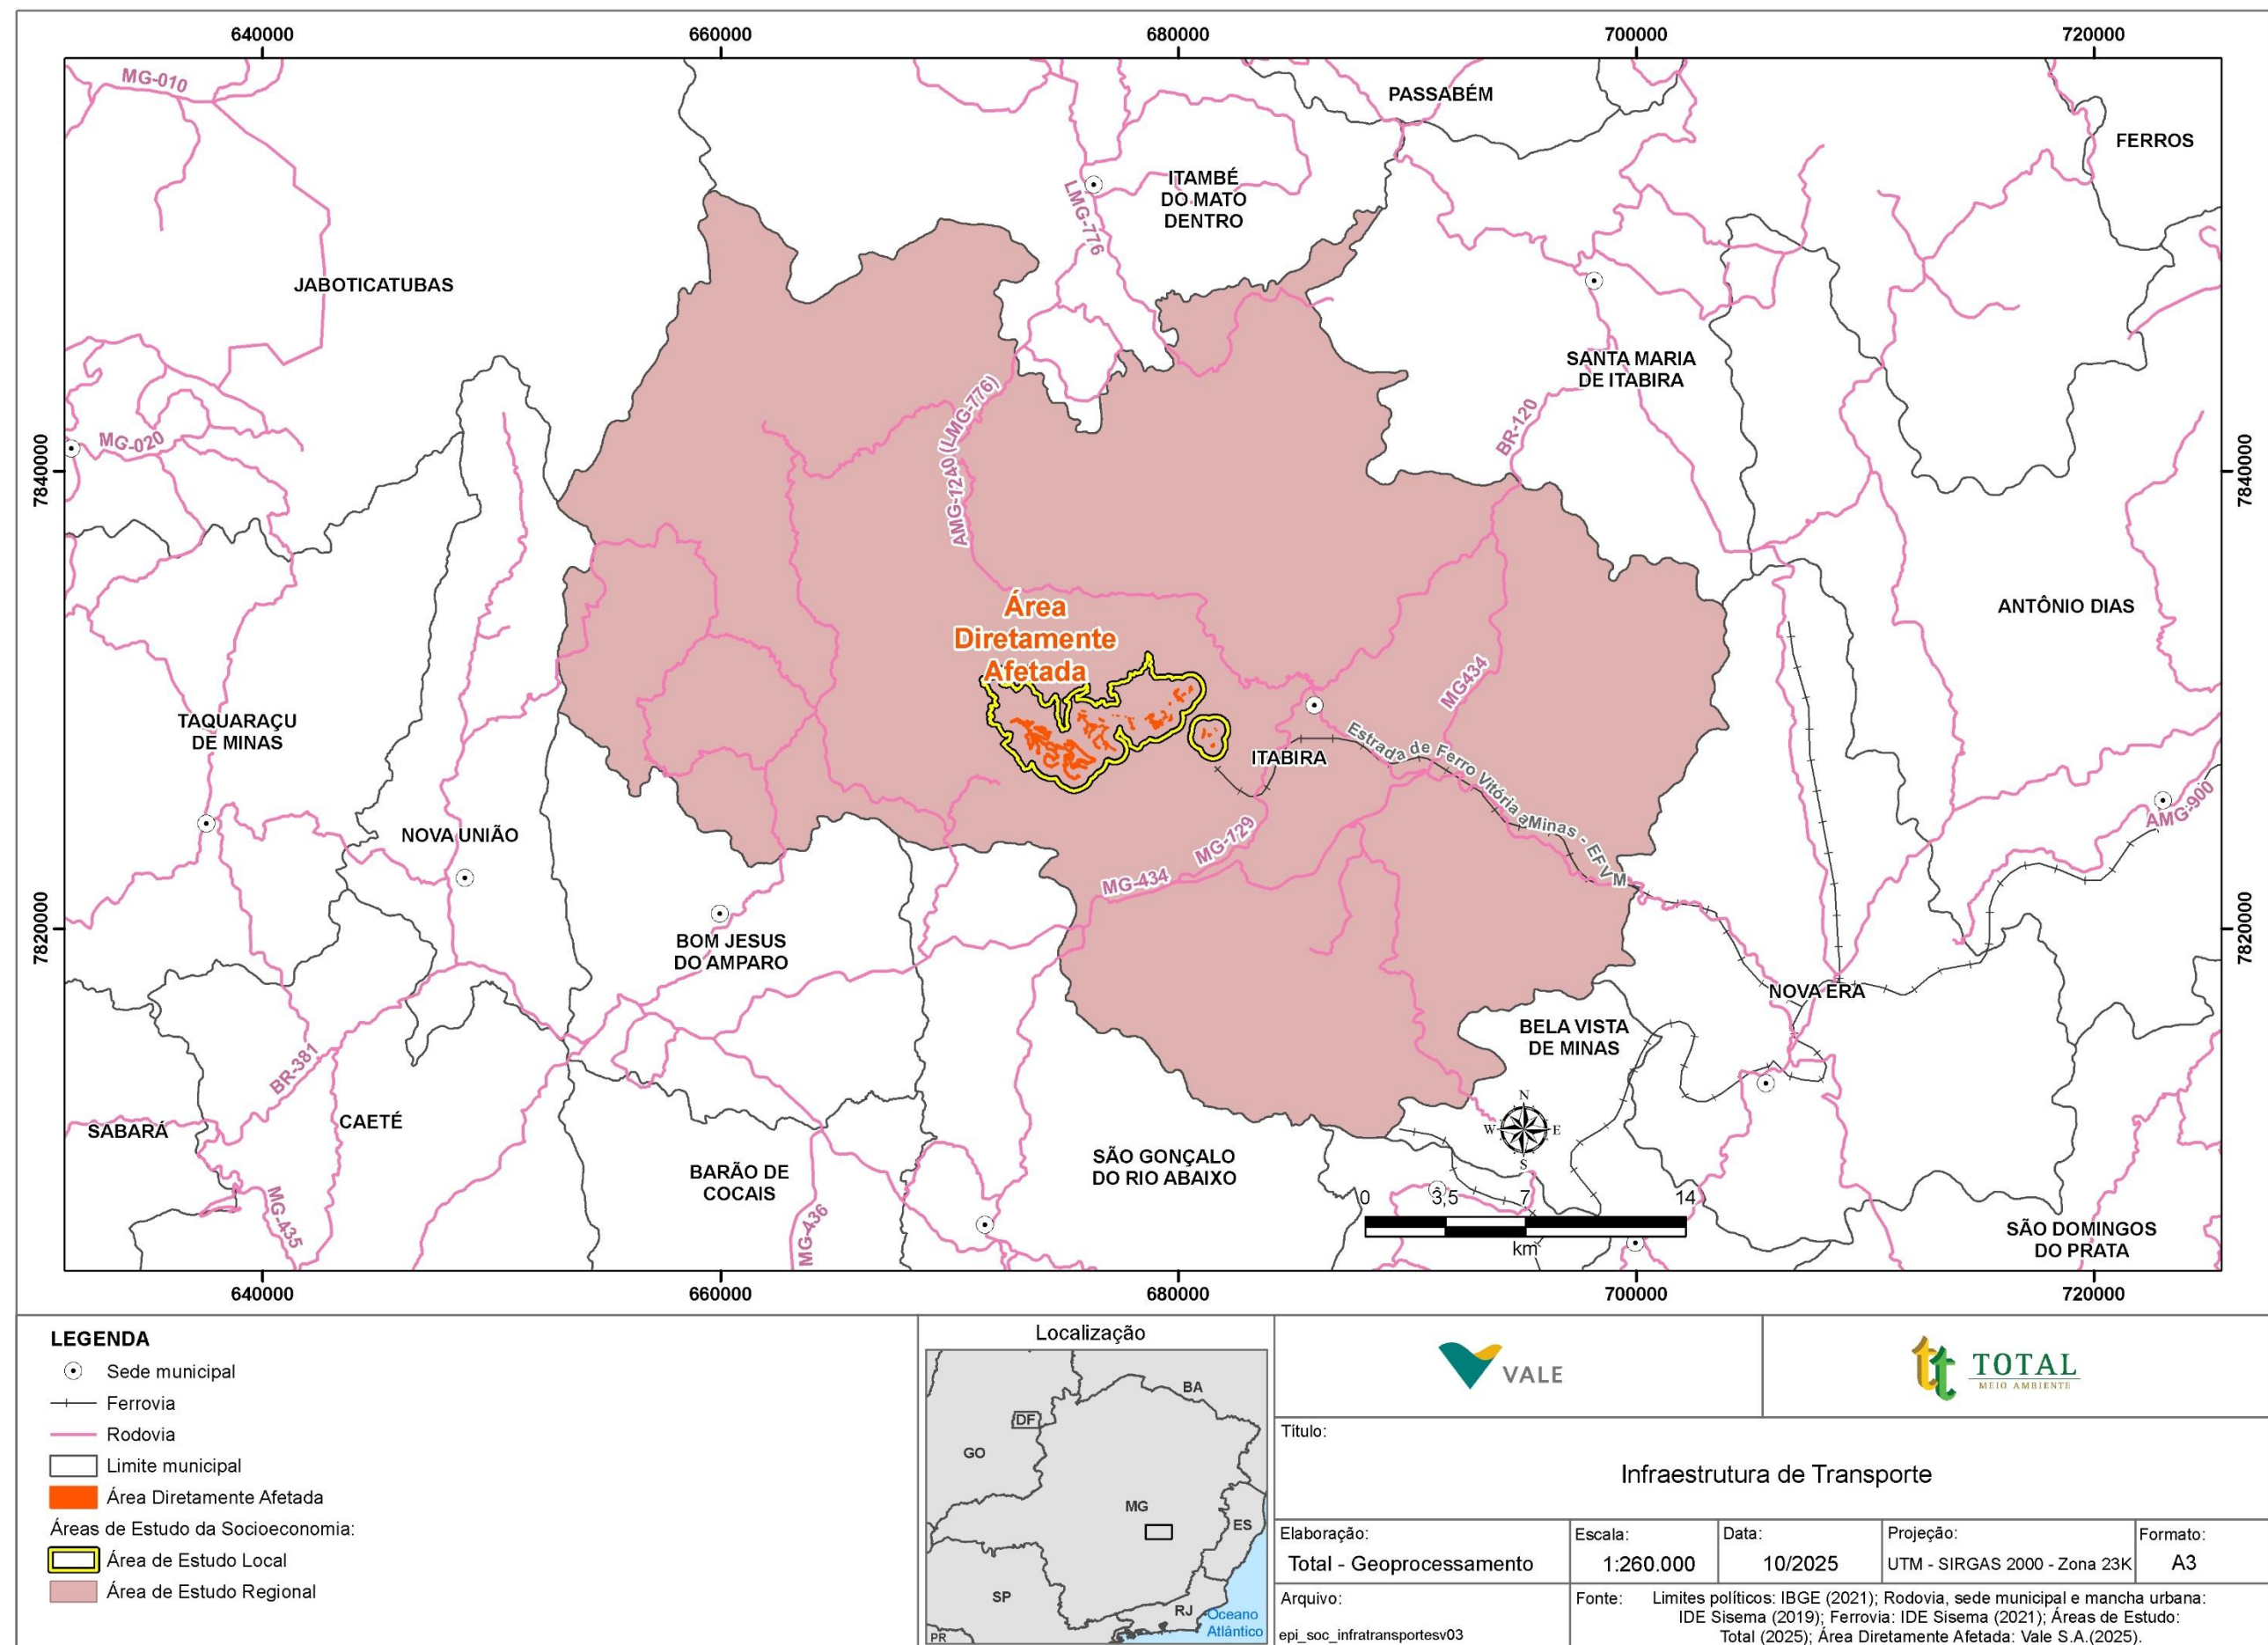 640000
660000
680000
700000
720000
MG-010
PASSABÉM
FERROS
ITAMBÉ
DO MATO
DENTRO
LMG-776
JABOTICATUBAS
SANTA MARIA
DE ITABIRA
AMG-1240 (LMG-776)
BR-120
MG-020
7840000
7840000
Área
Diretamente
Afetada
ANTÔNIO DIAS
MG434
TAQUARAÇU
DE MINAS
ITABIRA
Estrada de Ferro Vitória a Minas - EFVM
AMG-900
NOVA UNIÃO
MG-129
MG-434
7820000
7820000
BOM JESUS
DO AMPARO
NOVA ERA
BELA VISTA
DE MINAS
BR-381
SABARÁ
CAETÉ
N
W
E
S
BARÃO DE
COCAIS
SÃO GONÇALO
DO RIO ABAIXO
MG-435
MG-436
0
3,5
7
14
km
SÃO DOMINGOS
DO PRATA
640000
660000
680000
700000
720000
LEGENDA
Sede municipal
Ferrovia
Rodovia
Limite municipal
Área Diretamente Afetada
Áreas de Estudo da Socioeconomia:
Área de Estudo Local
Área de Estudo Regional
Localização
BA
DF
GO
MG
ES
SP
RJ
Oceano
Atlântico
PR
VALE
TOTAL
MEIO AMBIENTE
Título:
Infraestrutura de Transporte
Elaboração:
Total - Geoprocessamento
Escala:
1:260.000
Data:
10/2025
Projeção:
UTM - SIRGAS 2000 - Zona 23K
Formato:
A3
Arquivo:
epi_soc_infratransportesv03
Fonte: Limites políticos: IBGE (2021); Rodovia, sede municipal e mancha urbana:
IDE Sisema (2019); Ferrovia: IDE Sisema (2021); Áreas de Estudo:
Total (2025); Área Diretamente Afetada: Vale S.A.(2025).